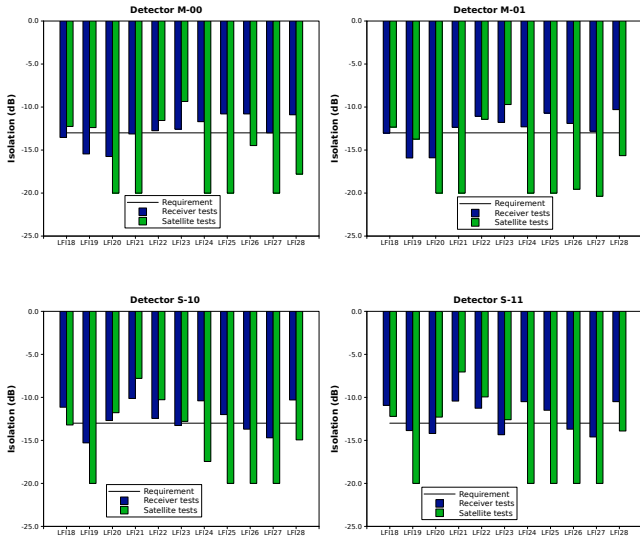 Detector M-00
Isolation (dB)
0.0
-5.0
-10.0
-15.0
-20.0
-25.0
Requirement
Receiver tests
Satellite tests
LFI18 LFI19 LFI20 LFI21 LFI22 LFI23 LFI24 LFI25 LFI26 LFI27 LFI28
Detector M-01
Isolation (dB)
0.0
-5.0
-10.0
-15.0
-20.0
-25.0
Requirement
Receiver tests
Satellite tests
LFI18 LFI19 LFI20 LFI21 LFI22 LFI23 LFI24 LFI25 LFI26 LFI27 LFI28
Detector S-10
Isolation (dB)
0.0
-5.0
-10.0
-15.0
-20.0
-25.0
Requirement
Receiver tests
Satellite tests
LFI18 LFI19 LFI20 LFI21 LFI22 LFI23 LFI24 LFI25 LFI26 LFI27 LFI28
Detector S-11
Isolation (dB)
0.0
-5.0
-10.0
-15.0
-20.0
-25.0
Requirement
Receiver tests
Satellite tests
LFI18 LFI19 LFI20 LFI21 LFI22 LFI23 LFI24 LFI25 LFI26 LFI27 LFI28